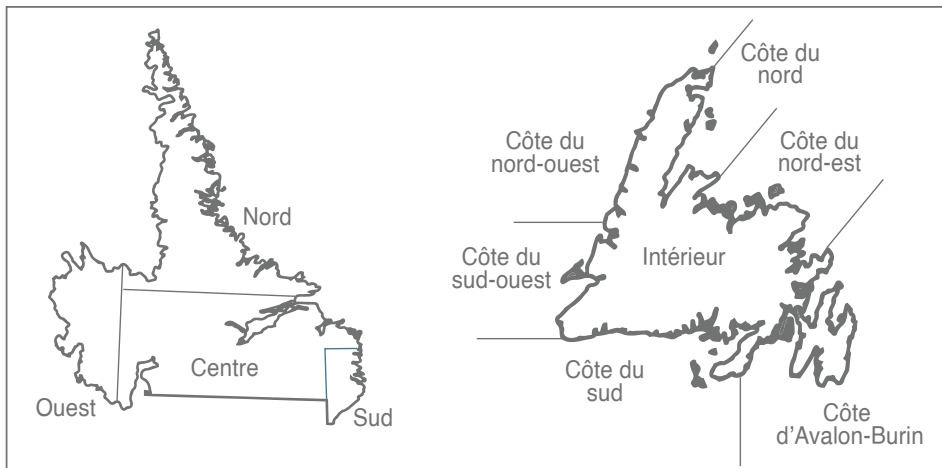 Nord
Centre
Ouest
Sud
Côte du
nord
Côte du
nord-ouest
Côte du
nord-est
Côte du
sud-ouest
Intérieur
Côte du
sud
Côte
d'Avalon-Burin